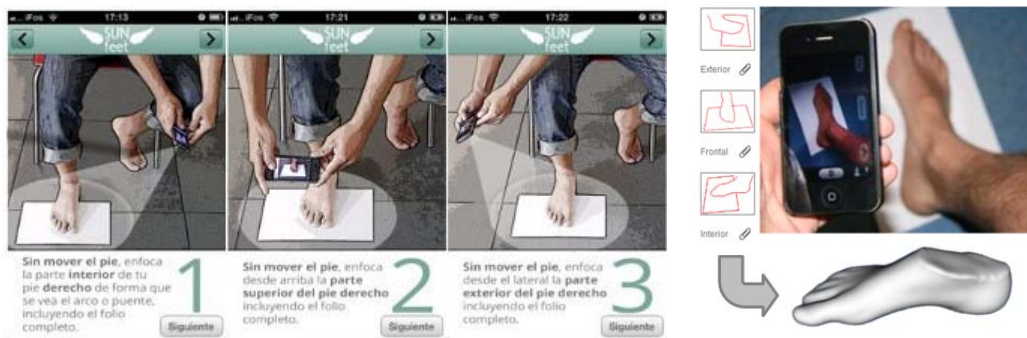 iFos 17:13
SUN
feet
Sin mover el pie, enfoca
la parte interior de tu
pie derecho de forma que
se vea el arco o puente,
incluyendo el folio
completo.
1
Siguiente
iFos 17:21
SUN
feet
Sin mover el pie, enfoca
desde arriba la parte
superior del pie derecho
incluyendo el folio
completo.
2
Siguiente
iFos 17:22
SUN
feet
Sin mover el pie, enfoca
desde el lateral la parte
exterior del pie derecho
incluyendo el folio
completo.
3
Siguiente
Exterior
Frontal
Interior